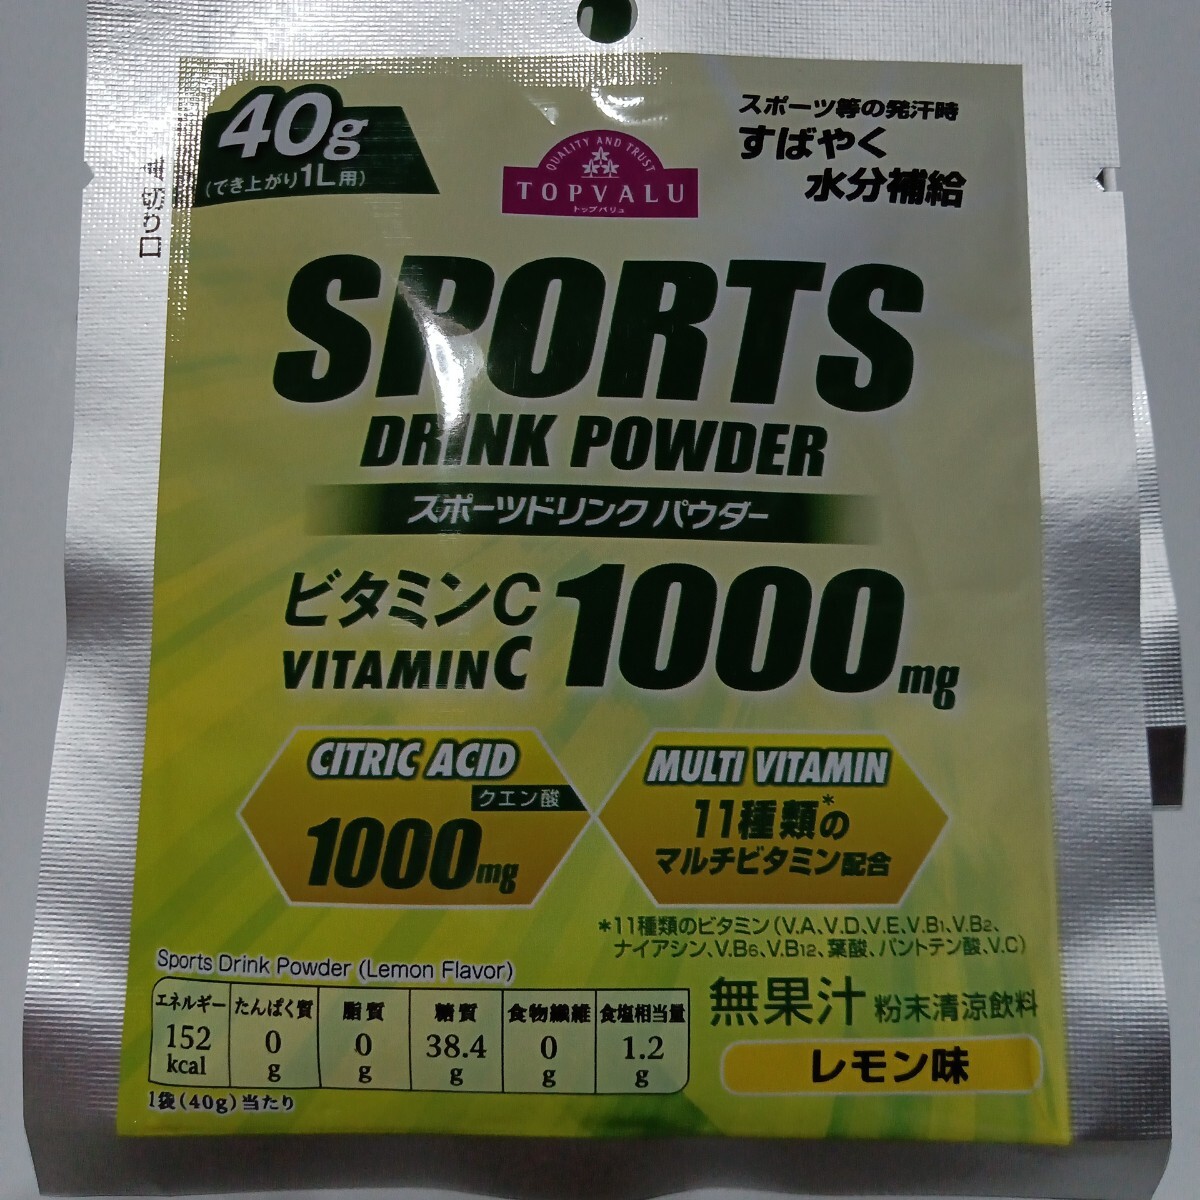 40g
(でき上がり1L用)
切り口
QUALITY AND TRUST
TOPVALU
トップバリュ
スポーツ等の発汗時
すばやく
水分補給
SPORTS
DRINK POWDER
スポーツドリンクパウダー
ビタミンC
VITAMIN C
1000mg
CITRIC ACID
クエン酸
1000mg
MULTI VITAMIN
11種類*の
マルチビタミン配合
*11種類のビタミン(V.A、V.D、V.E、V.B1、V.B2、
ナイアシン、V.B6、V.B12、葉酸、パントテン酸、V.C)
Sports Drink Powder (Lemon Flavor)
エネルギー たんぱく質 脂質 糖質 食物繊維 食塩相当量
152 kcal 0 g 0 g 38.4 g 0 g 1.2 g
1袋(40g)当たり
無果汁 粉末清涼飲料
レモン味